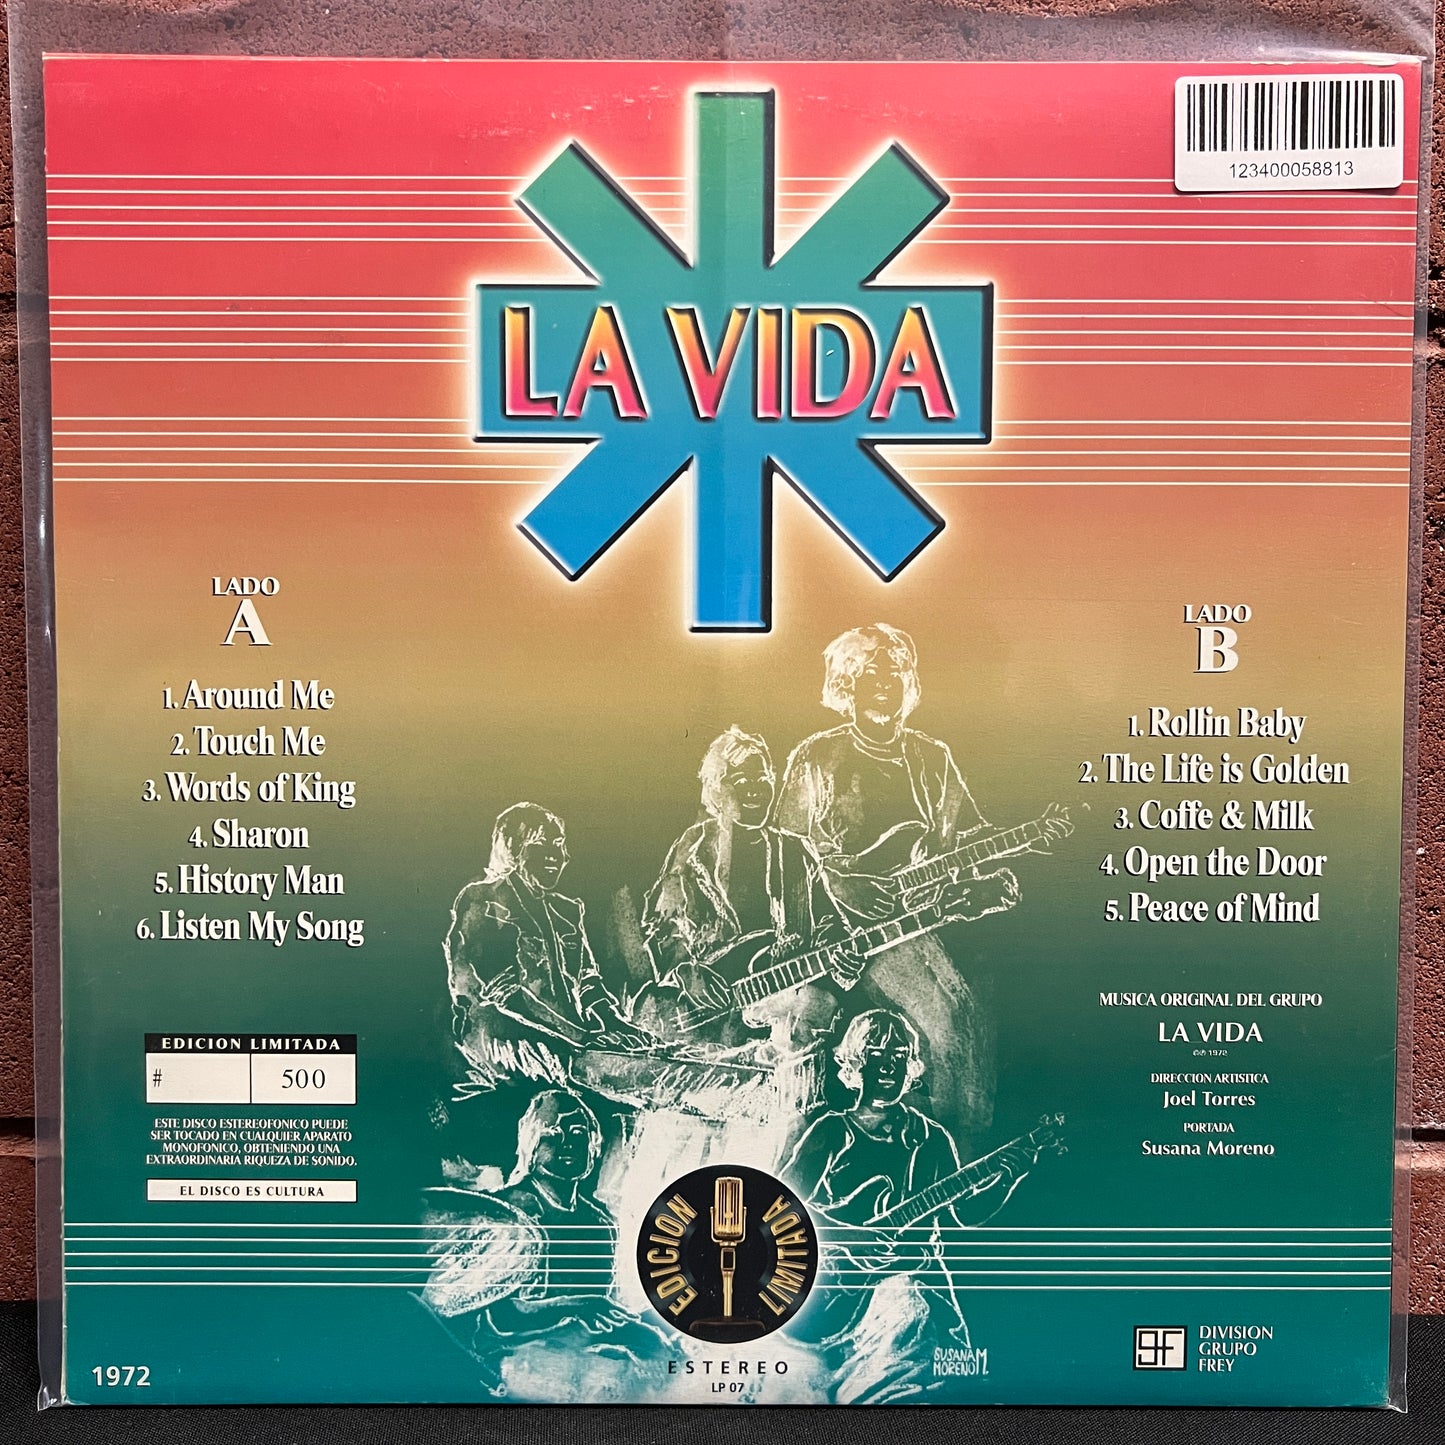 123400058813
LA VIDA
LADO
A
1. Around Me
2. Touch Me
3. Words of King
4. Sharon
5. History Man
6. Listen My Song
LADO
B
1. Rollin Baby
2. The Life is Golden
3. Coffe & Milk
4. Open the Door
5. Peace of Mind
MUSICA ORIGINAL DEL GRUPO
LA VIDA
©℗ 1972
DIRECCION ARTISTICA
Joel Torres
PORTADA
Susana Moreno
EDICION LIMITADA
# 500
ESTE DISCO ESTEREOFONICO PUEDE
SER TOCADO EN CUALQUIER APARATO
MONOFONICO, OBTENIENDO UNA
EXTRAORDINARIA RIQUEZA DE SONIDO.
EL DISCO ES CULTURA
EDICION LIMITADA
ESTEREO
LP 07
SUSANA M.
MORENO
gf
DIVISION
GRUPO
FREY
1972